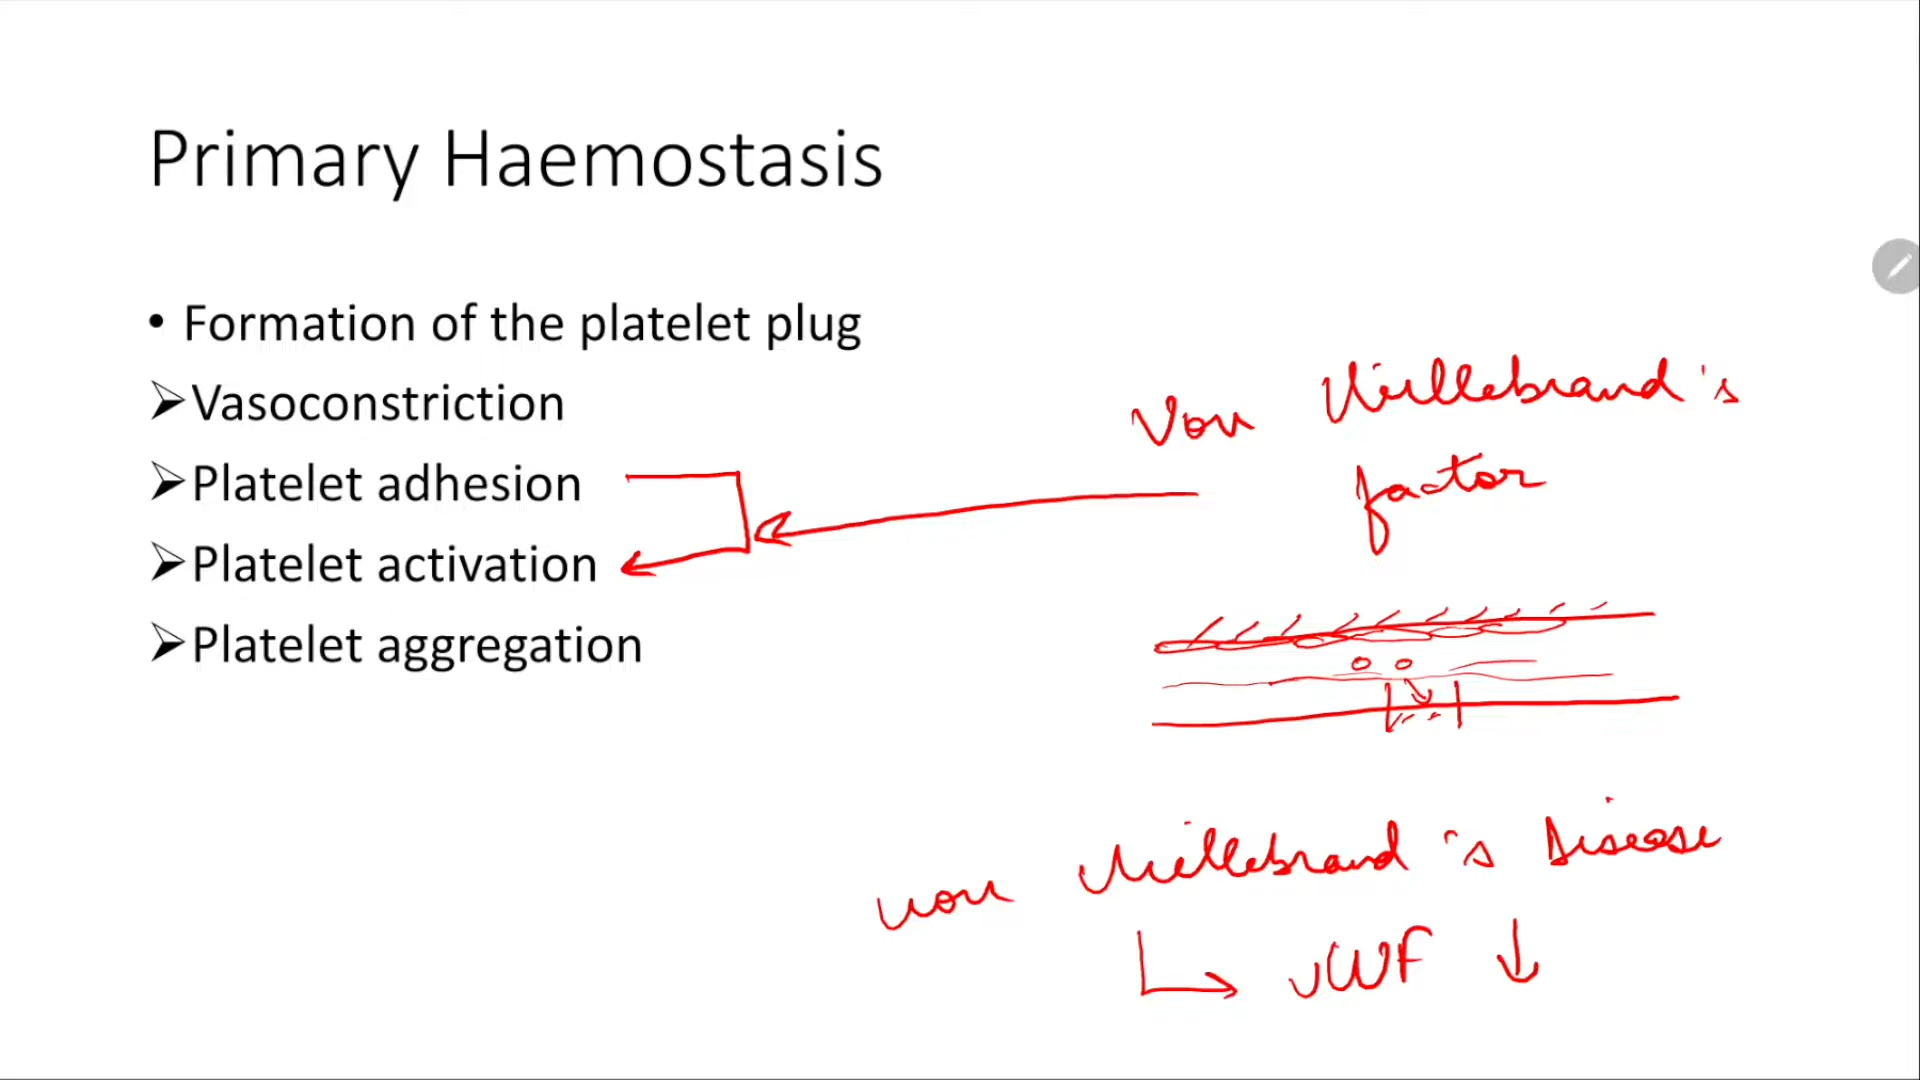 Primary Haemostasis
• Formation of the platelet plug
➢Vasoconstriction
➢Platelet adhesion
➢Platelet activation
➢Platelet aggregation
Von Willebrand's
factor
von Willebrand's Disease
vWF ↓